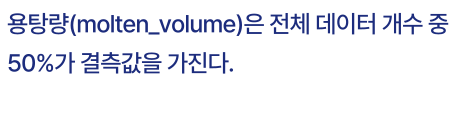 용탕량(molten_volume)은 전체 데이터 개수 중
50%가 결측값을 가진다.